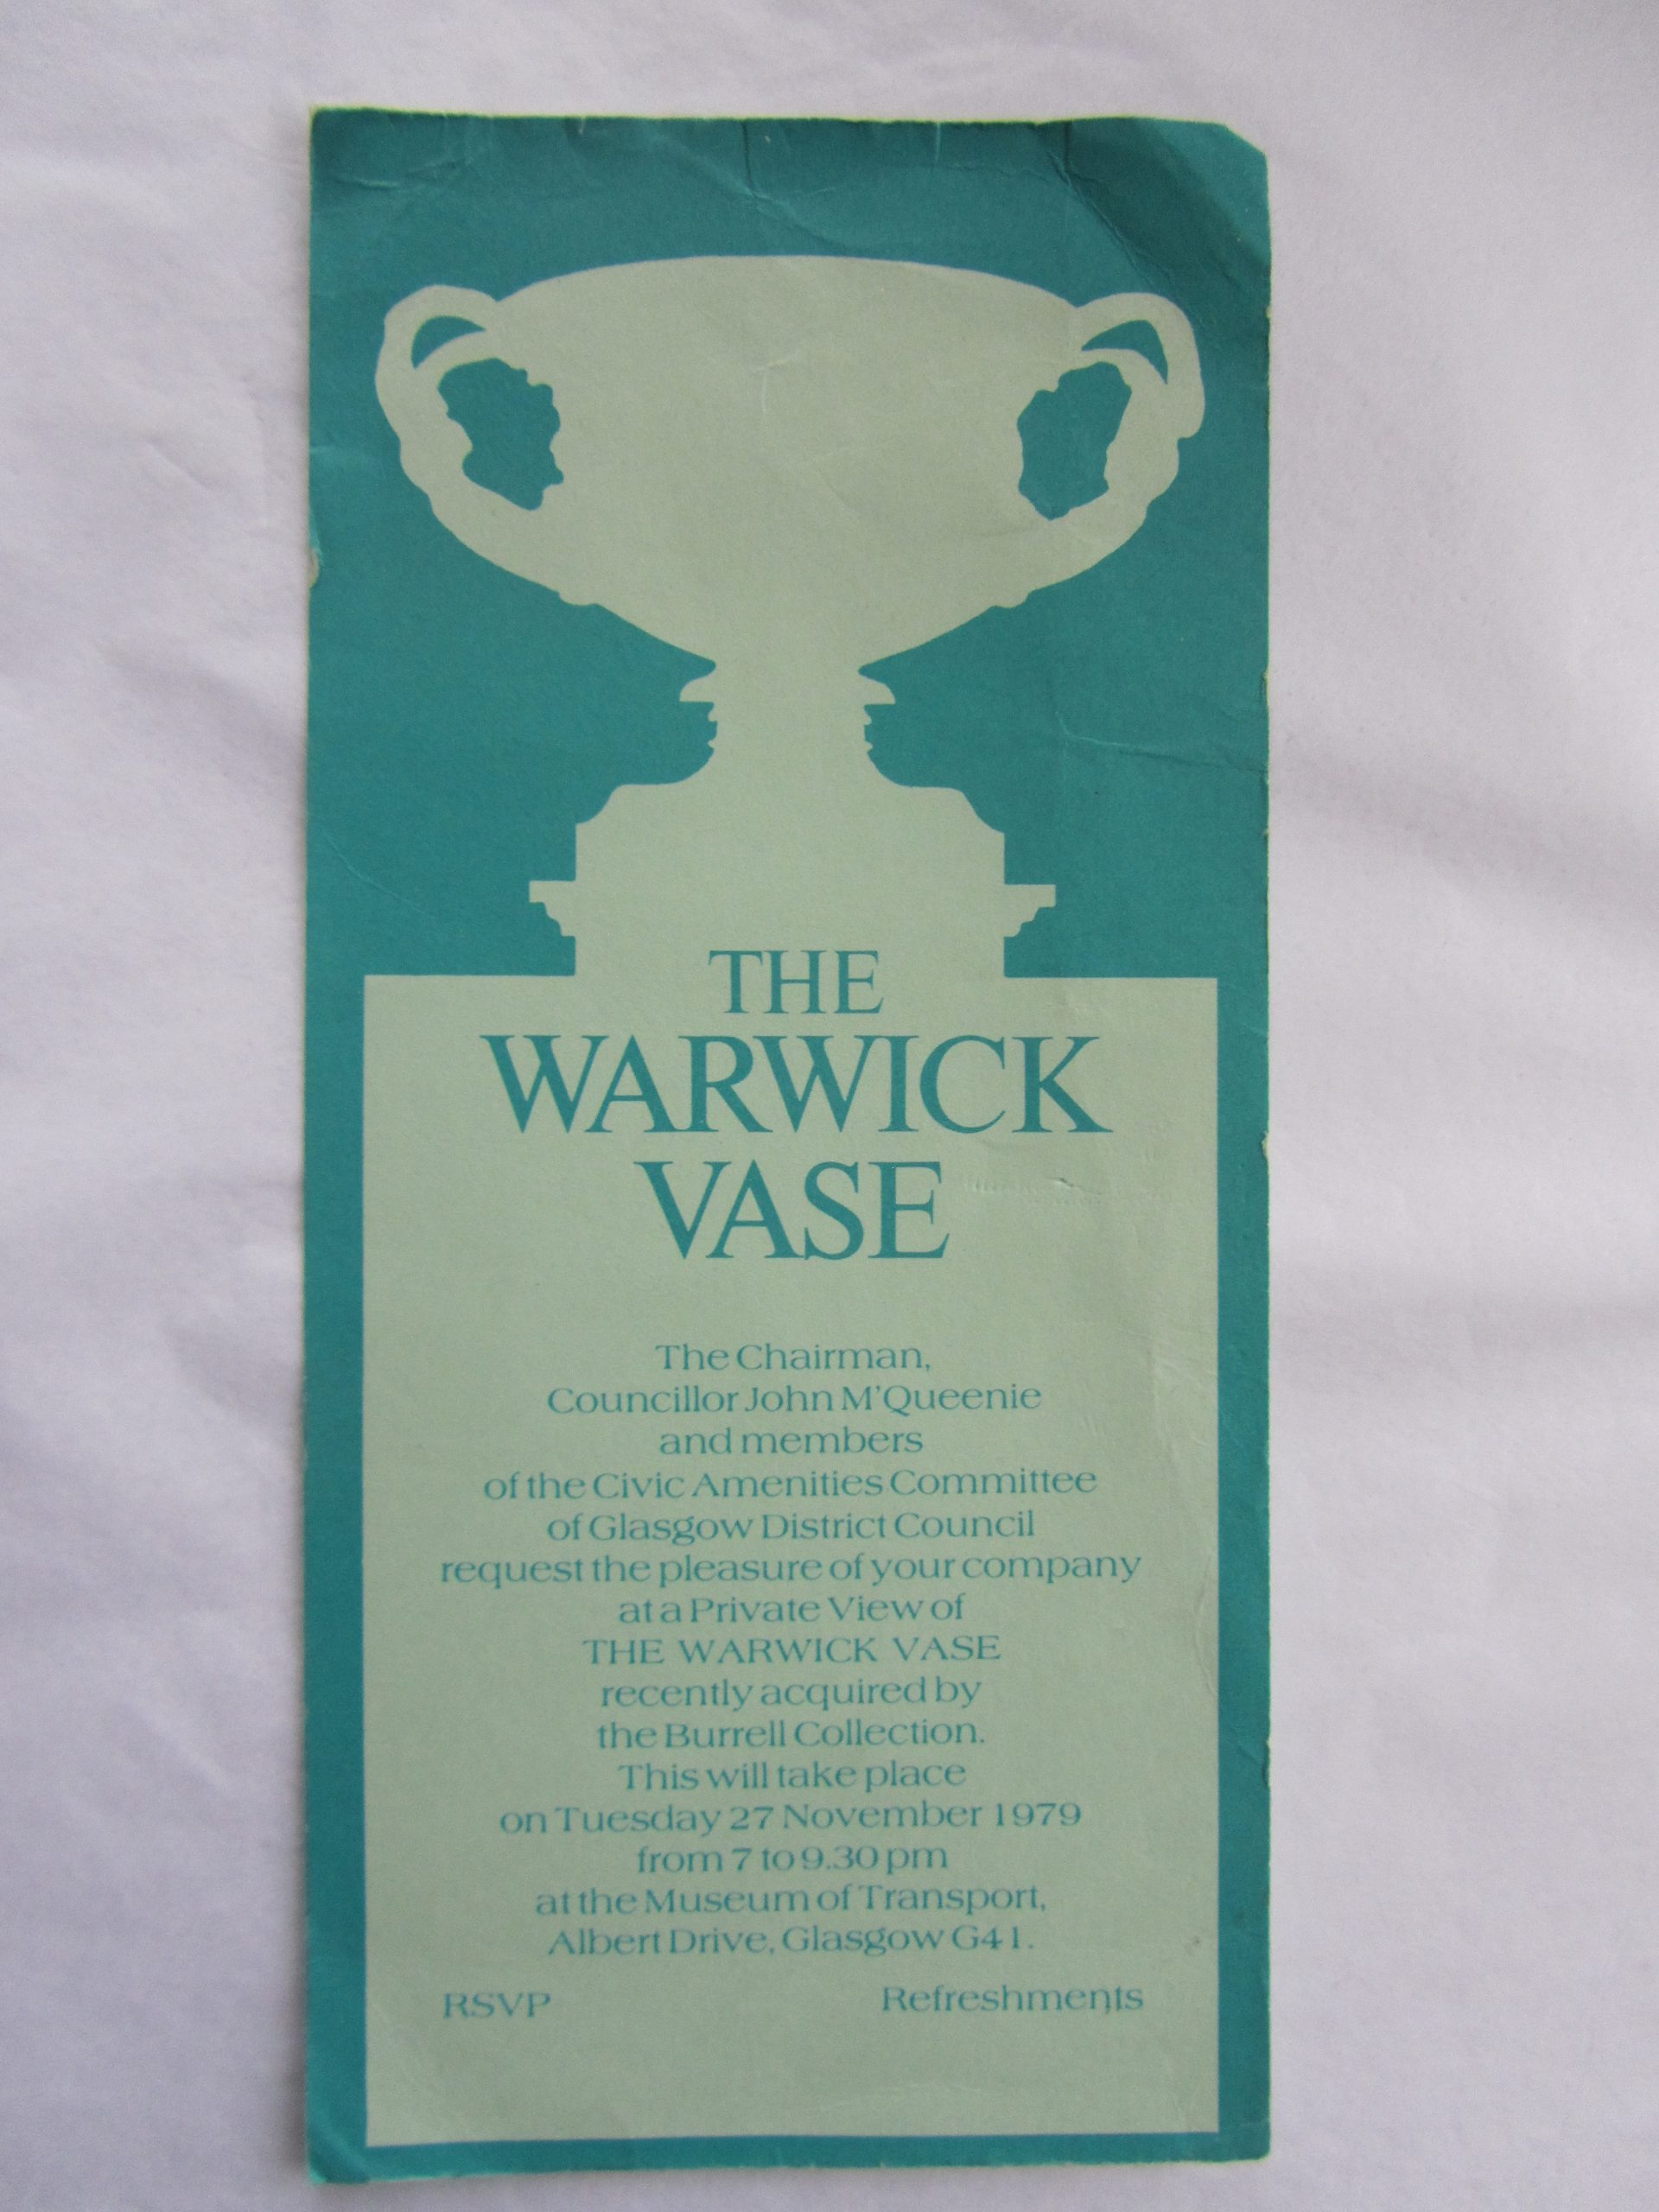 THE
WARWICK
VASE
The Chairman,
Councillor John M'Queenie
and members
of the Civic Amenities Committee
of Glasgow District Council
request the pleasure of your company
at a Private View of
THE WARWICK VASE
recently acquired by
the Burrell Collection.
This will take place
on Tuesday 27 November 1979
from 7 to 9.30 pm
at the Museum of Transport,
Albert Drive, Glasgow G41.
RSVP Refreshments